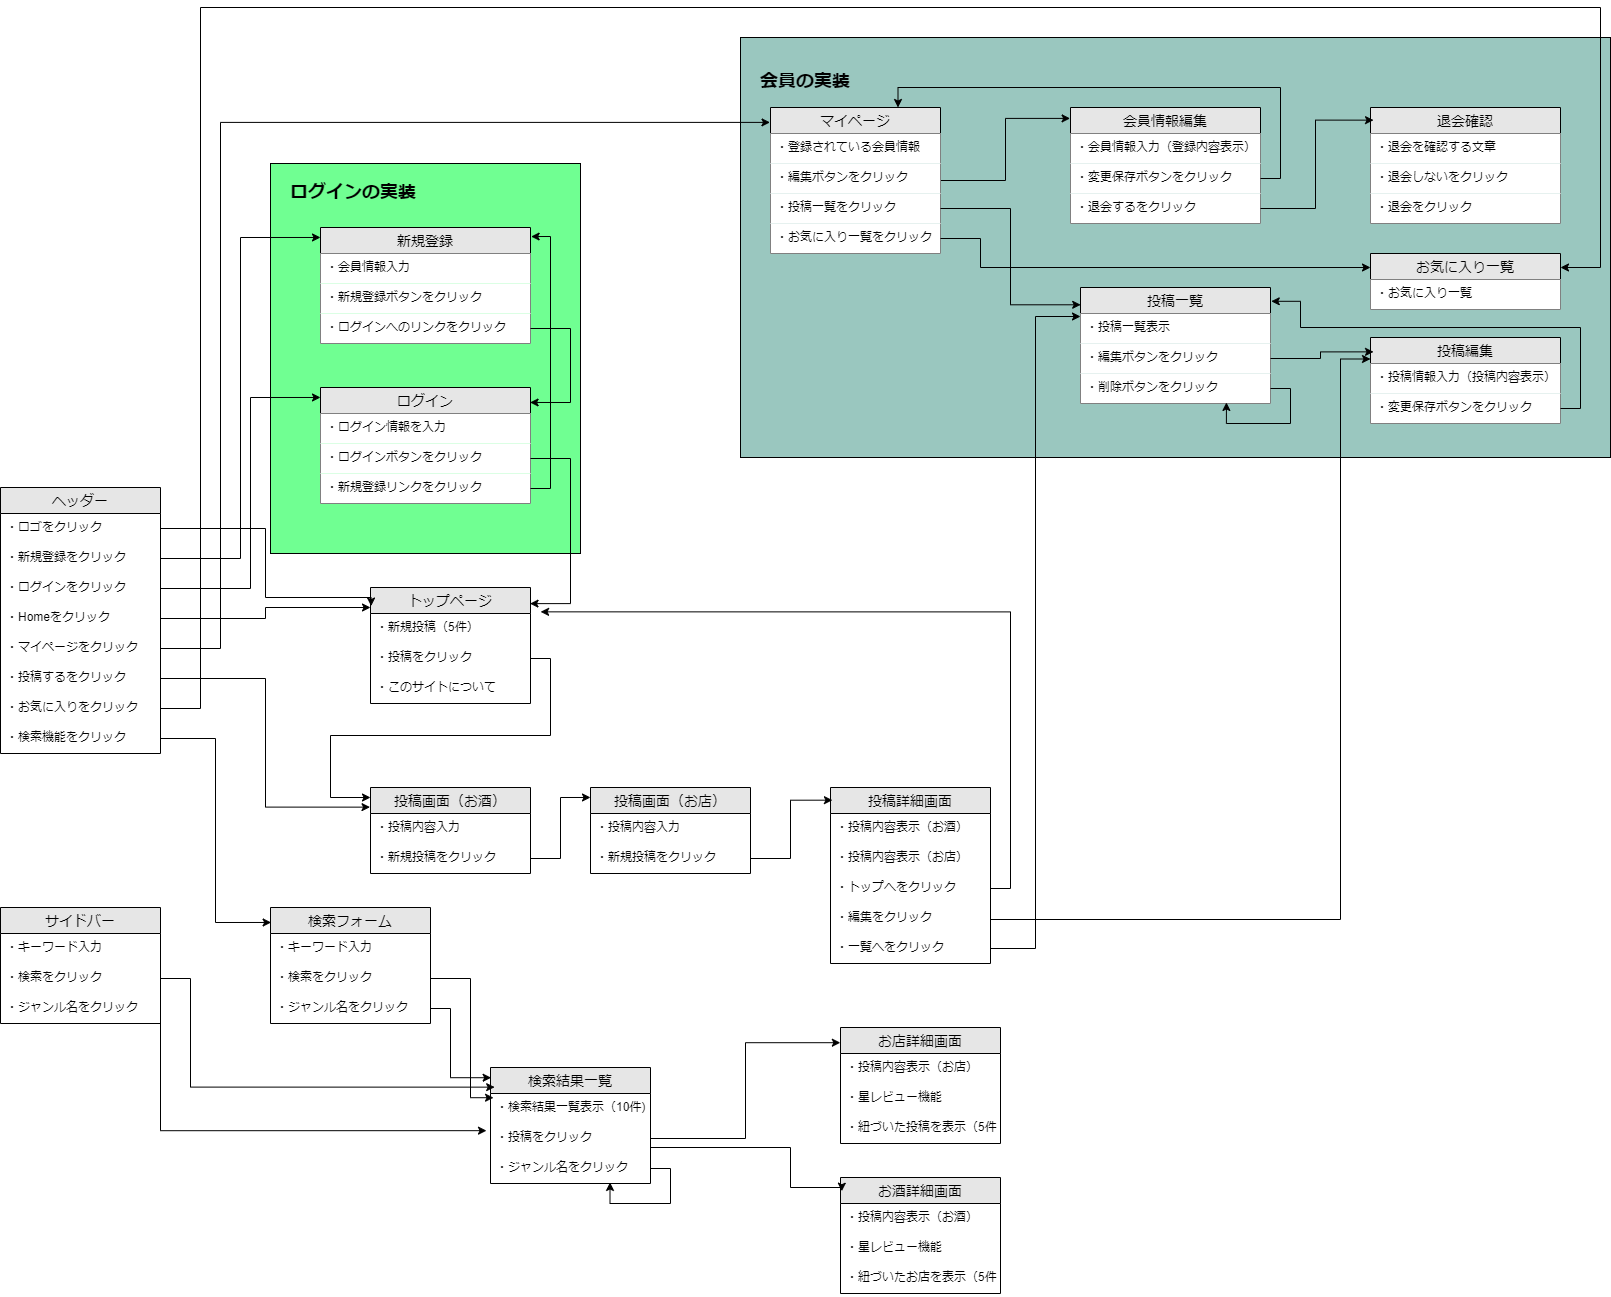 会員の実装
マイページ
・登録されている会員情報
・編集ボタンをクリック
・投稿一覧をクリック
・お気に入り一覧をクリック
会員情報編集
・会員情報入力（登録内容表示）
・変更保存ボタンをクリック
・退会するをクリック
退会確認
・退会を確認する文章
・退会しないをクリック
・退会をクリック
お気に入り一覧
・お気に入り一覧
投稿一覧
・投稿一覧表示
・編集ボタンをクリック
・削除ボタンをクリック
投稿編集
・投稿情報入力（投稿内容表示）
・変更保存ボタンをクリック
ログインの実装
新規登録
・会員情報入力
・新規登録ボタンをクリック
・ログインへのリンクをクリック
ログイン
・ログイン情報を入力
・ログインボタンをクリック
・新規登録リンクをクリック
ヘッダー
・ロゴをクリック
・新規登録をクリック
・ログインをクリック
・Homeをクリック
・マイページをクリック
・投稿するをクリック
・お気に入りをクリック
・検索機能をクリック
トップページ
・新規投稿（5件）
・投稿をクリック
・このサイトについて
投稿画面（お酒）
・投稿内容入力
・新規投稿をクリック
投稿画面（お店）
・投稿内容入力
・新規投稿をクリック
投稿詳細画面
・投稿内容表示（お酒）
・投稿内容表示（お店）
・トップへをクリック
・編集をクリック
・一覧へをクリック
サイドバー
・キーワード入力
・検索をクリック
・ジャンル名をクリック
検索フォーム
・キーワード入力
・検索をクリック
・ジャンル名をクリック
検索結果一覧
・検索結果一覧表示（10件)
・投稿をクリック
・ジャンル名をクリック
お店詳細画面
・投稿内容表示（お店）
・星レビュー機能
・紐づいた投稿を表示（5件
お酒詳細画面
・投稿内容表示（お酒）
・星レビュー機能
・紐づいたお店を表示（5件